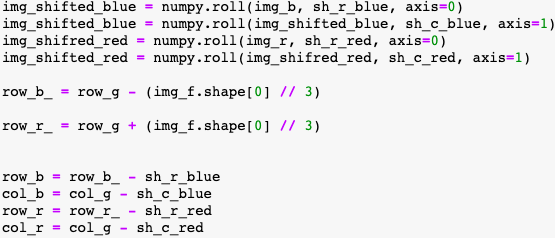 img_shifted_blue = numpy.roll(img_b, sh_r_blue, axis=0)
img_shifted_blue = numpy.roll(img_shifted_blue, sh_c_blue, axis=1)
img_shifred_red = numpy.roll(img_r, sh_r_red, axis=0)
img_shifted_red = numpy.roll(img_shifred_red, sh_c_red, axis=1)
row_b_ = row_g - (img_f.shape[0] // 3)
row_r_ = row_g + (img_f.shape[0] // 3)
row_b = row_b_ - sh_r_blue
col_b = col_g - sh_c_blue
row_r = row_r_ - sh_r_red
col_r = col_g - sh_c_red